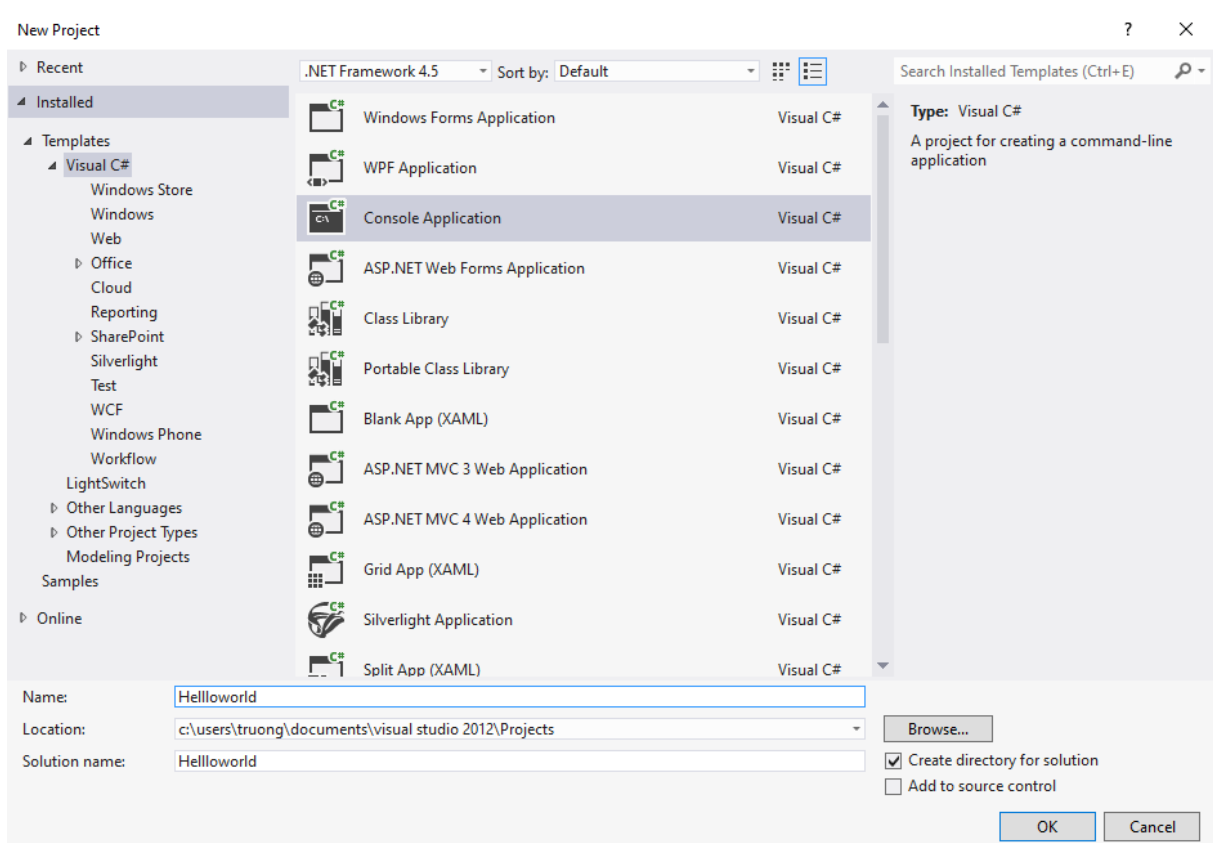 New Project
?
Recent
Installed
Templates
Visual C#
Windows Store
Windows
Web
Office
Cloud
Reporting
SharePoint
Silverlight
Test
WCF
Windows Phone
Workflow
LightSwitch
Other Languages
Other Project Types
Modeling Projects
Samples
Online
.NET Framework 4.5 Sort by: Default
C# Windows Forms Application Visual C#
C# WPF Application Visual C#
C# C:\ Console Application Visual C#
C# ASP.NET Web Forms Application Visual C#
C# Class Library Visual C#
C# Portable Class Library Visual C#
C# Blank App (XAML) Visual C#
C# ASP.NET MVC 3 Web Application Visual C#
C# ASP.NET MVC 4 Web Application Visual C#
C# Grid App (XAML) Visual C#
C# Silverlight Application Visual C#
C# Split App (XAML) Visual C#
Search Installed Templates (Ctrl+E)
Type: Visual C#
A project for creating a command-line
application
Name: Hellloworld
Location: c:\users\truong\documents\visual studio 2012\Projects
Browse...
Solution name: Hellloworld
Create directory for solution
Add to source control
OK Cancel